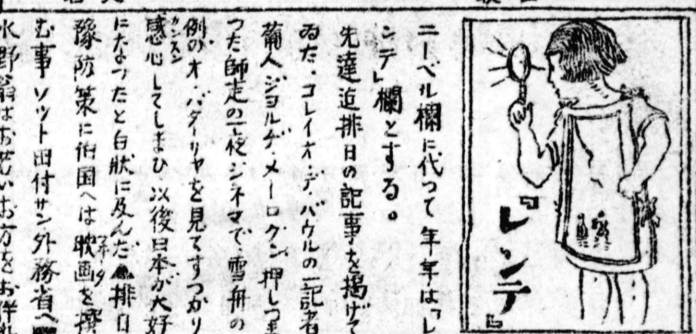 『レンテ』
ニーベル欄に代つて年年は『レ
ンテ』欄とする。
先達迄排日の記事を掲げて
ゐた、コレイオ・デ・パウルの一記者
葡人ジヨルヂ・メーログン押しつま
つた師走の一夜シネマで雪舟の
例のオ・バターリヤを見てすつかり
感心してしまひ以後日本が大好
になつたと白状に及んだ 排日
豫防策に伯国へは映画を撰
む事ソツト田付サン外務省へ
水野翁はお若いお方をお伴れ